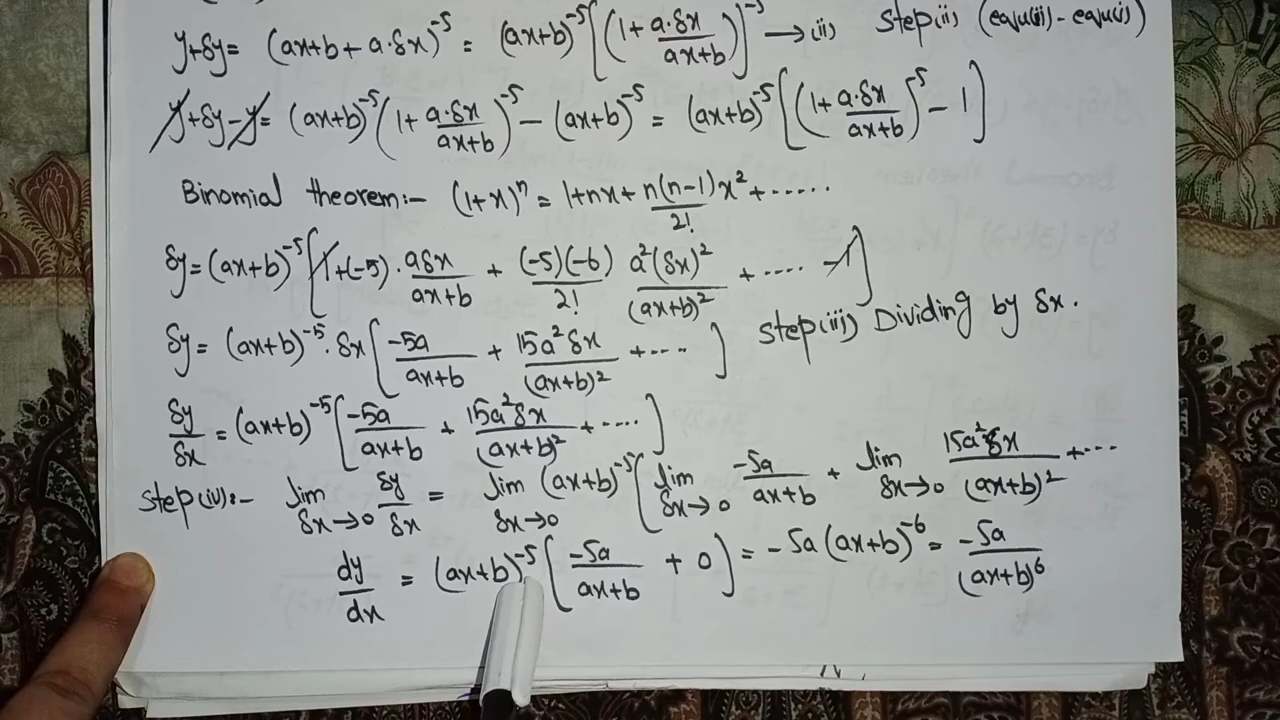 y+δy = (ax+b+a·δx)^-5 = (ax+b)^-5 [(1+ a·δx/ax+b)]^-5 → (ii) Step(ii) (equ(ii) - equ(i))
y+δy-y = (ax+b)^-5 (1+ a·δx/ax+b)^-5 - (ax+b)^-5 = (ax+b)^-5 [(1+ a·δx/ax+b)^-5 - 1]
Binomial theorem:- (1+x)^n = 1+nx+ n(n-1)/2! x^2 + ......
δy = (ax+b)^-5 [1+(-5)· aδx/ax+b + (-5)(-6)/2! a^2(δx)^2/(ax+b)^2 + .... -1]
δy = (ax+b)^-5 · δx [-5a/ax+b + 15a^2δx/(ax+b)^2 + ....] Step(iii) Dividing by δx.
δy/δx = (ax+b)^-5 [-5a/ax+b + 15a^2δx/(ax+b)^2 + ....]
Step(iv):- lim δx→0 δy/δx = lim δx→0 (ax+b)^-5 [lim δx→0 -5a/ax+b + lim δx→0 15a^2δx/(ax+b)^2 + ...
dy/dx = (ax+b)^-5 [-5a/ax+b + 0] = -5a(ax+b)^-6 = -5a/(ax+b)^6